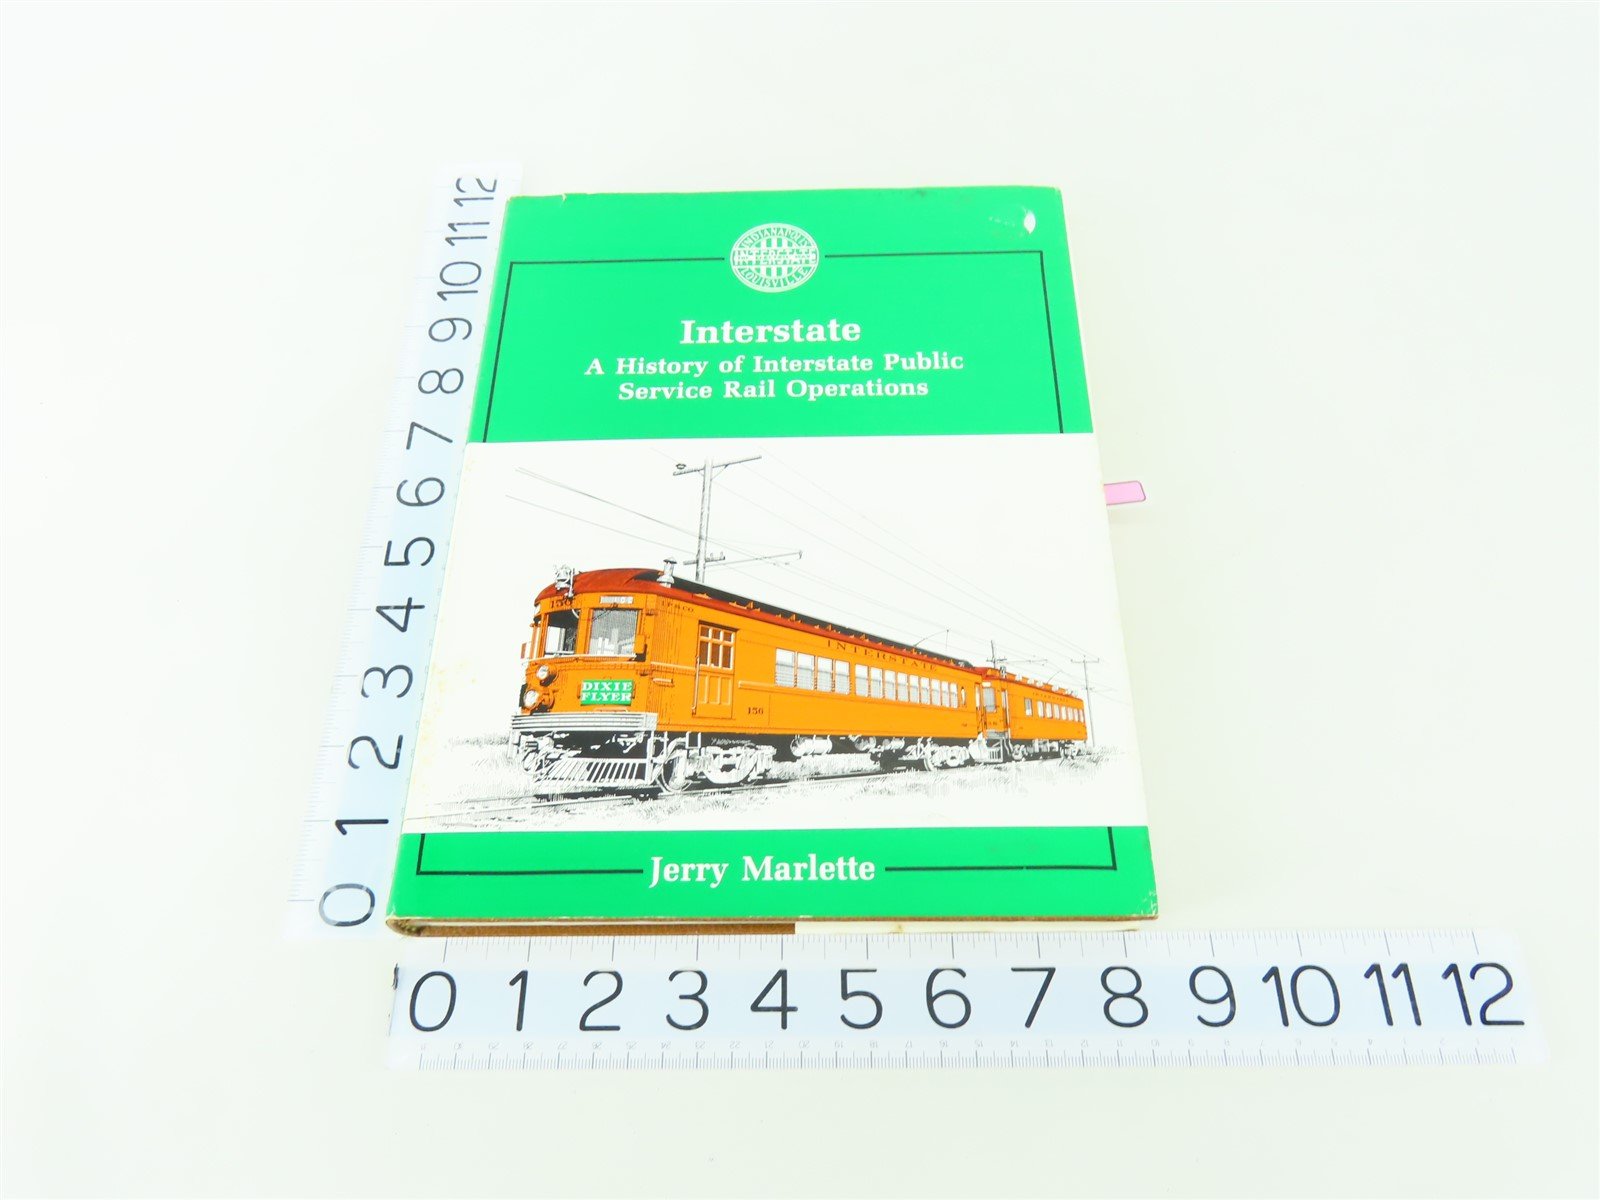 INDIANAPOLIS
INTERSTATE
LOUISVILLE
Interstate
A History of Interstate Public
Service Rail Operations
156
I.P.S.CO.
INTERSTATE
DIXIE
FLYER
156
Jerry Marlette
12
11
10
9
8
7
6
5
4
3
2
1
0
0 1 2 3 4 5 6 7 8 9 10 11 12